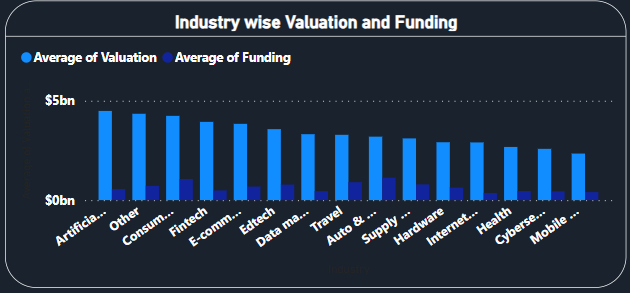 Industry wise Valuation and Funding
Average of Valuation Average of Funding
$5bn
$0bn
Artificia...
Other
Consum...
Fintech
E-comm...
Edtech
Data ma...
Travel
Auto & ...
Supply ...
Hardware
Internet...
Health
Cyberse...
Mobile ...